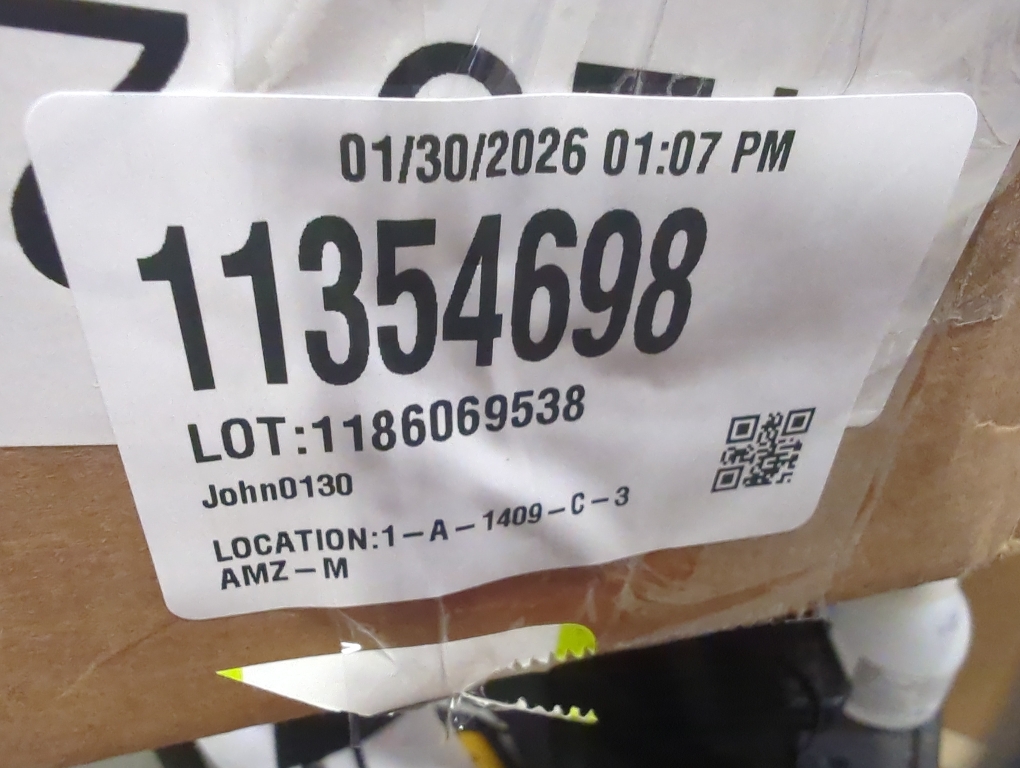 01/30/2026 01:07 PM
11354698
LOT:1186069538
John0130
LOCATION:1-A-1409-C-3
AMZ-M